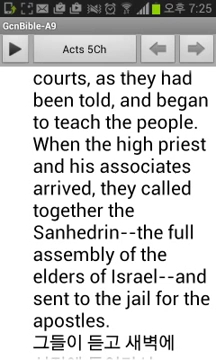 7:25
GcnBible-A9
Acts 5Ch
courts, as they had
been told, and began
to teach the people.
When the high priest
and his associates
arrived, they called
together the
Sanhedrin--the full
assembly of the
elders of Israel--and
sent to the jail for the
apostles.
그들이 듣고 새벽에